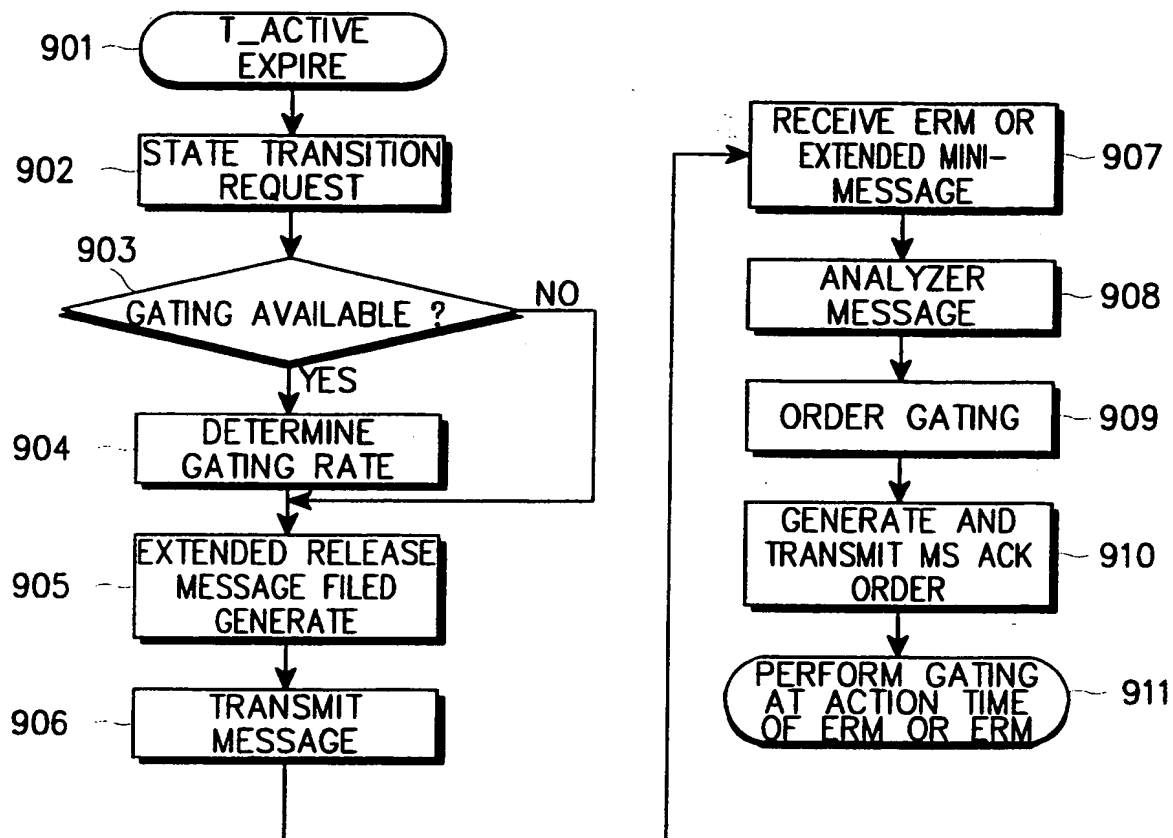 901
T_ACTIVE
EXPIRE
902
STATE TRANSITION
REQUEST
903
GATING AVAILABLE ?
NO
YES
904
DETERMINE
GATING RATE
905
EXTENDED RELEASE
MESSAGE FILED
GENERATE
906
TRANSMIT
MESSAGE
RECEIVE ERM OR
EXTENDED MINI-
MESSAGE
907
ANALYZER
MESSAGE
908
ORDER GATING
909
GENERATE AND
TRANSMIT MS ACK
ORDER
910
PERFORM GATING
AT ACTION TIME
OF ERM OR ERM
911